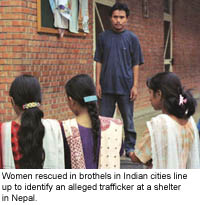 Women rescued in brothels in Indian cities line
up to identify an alleged trafficker at a shelter
in Nepal.